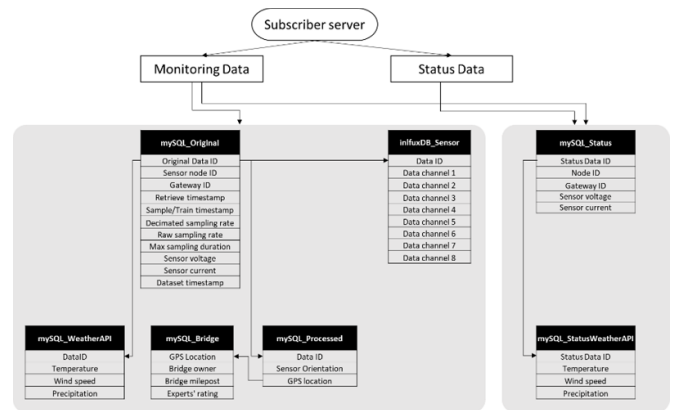 Subscriber server
Monitoring Data
Status Data
mySQL_Original
Original Data ID
Sensor node ID
Gateway ID
Retrieve timestamp
Sample/Train timestamp
Decimated sampling rate
Raw sampling rate
Max sampling duration
Sensor voltage
Sensor current
Dataset timestamp
inlfuxDB_Sensor
Data ID
Data channel 1
Data channel 2
Data channel 3
Data channel 4
Data channel 5
Data channel 6
Data channel 7
Data channel 8
mySQL_Status
Status Data ID
Node ID
Gateway ID
Sensor voltage
Sensor current
mySQL_WeatherAPI
DataID
Temperature
Wind speed
Precipitation
mySQL_Bridge
GPS Location
Bridge owner
Bridge milepost
Experts' rating
mySQL_Processed
Data ID
Sensor Orientation
GPS location
mySQL_StatusWeatherAPI
Status Data ID
Temperature
Wind speed
Precipitation